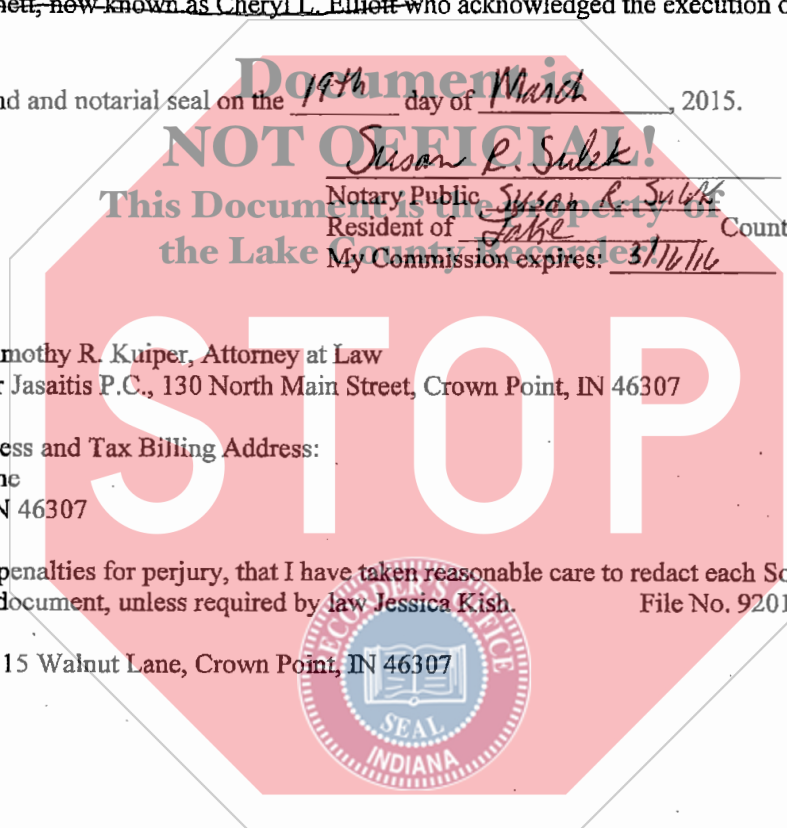 nett, now known as Cheryl L. Elliott who acknowledged the execution o
Document is
nd and notarial seal on the 19th day of March, 2015.
NOT OFFICIAL!
Susan R. Sulek
This Document is the property of
Notary Public Susan R. Sulek
Resident of Lake Count
the Lake County Recorder!
My Commission expires: 3/16/16
STOP
mothy R. Kuiper, Attorney at Law
r Jasaitis P.C., 130 North Main Street, Crown Point, IN 46307
ess and Tax Billing Address:
ne
N 46307
penalties for perjury, that I have taken reasonable care to redact each So
document, unless required by law Jessica Kish. File No. 9201
15 Walnut Lane, Crown Point, IN 46307
RECORDER'S OFFICE
SEAL
INDIANA